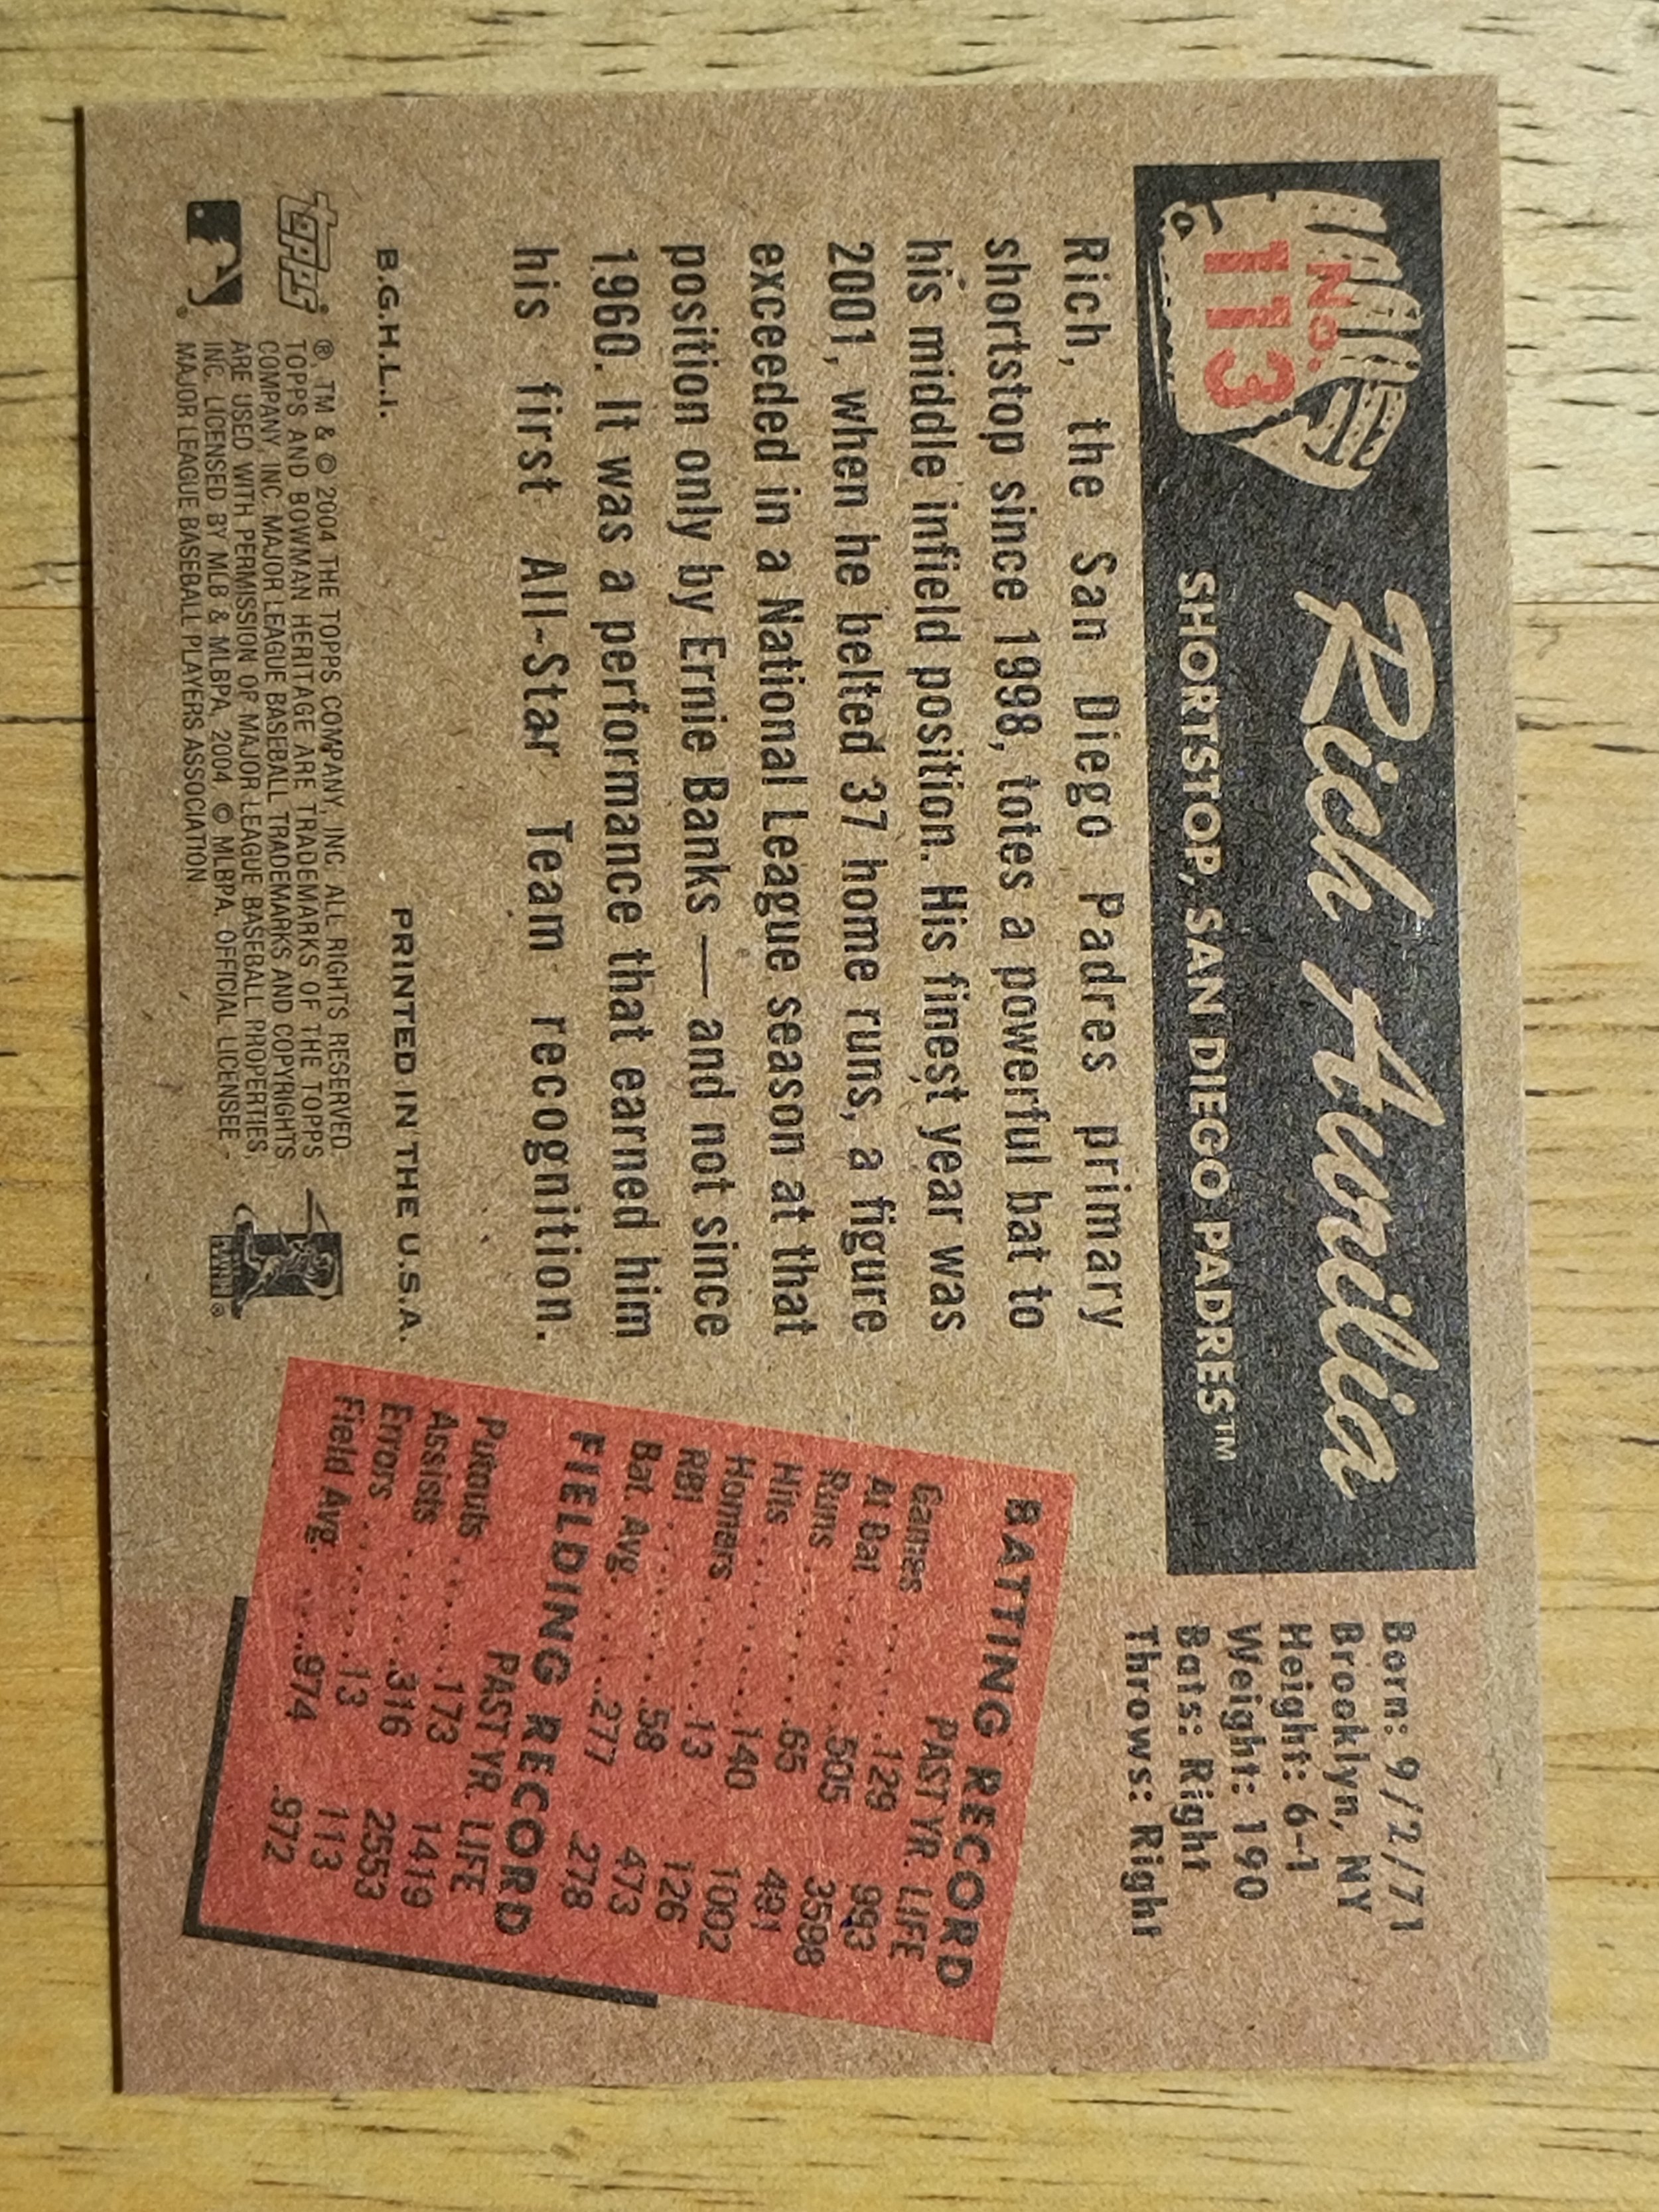 No.
113
Rich Aurilia
SHORTSTOP, SAN DIEGO PADRES™
Born: 9/2/71
Brooklyn, NY
Height: 6-1
Weight: 190
Bats: Right
Throws: Right
Rich, the San Diego Padres primary
shortstop since 1998, totes a powerful bat to
his middle infield position. His finest year was
2001, when he belted 37 home runs, a figure
exceeded in a National League season at that
position only by Ernie Banks — and not since
1960. It was a performance that earned him
his first All-Star Team recognition.
BATTING RECORD
PAST YR. LIFE
Games ........129 993
At Bat ........505 3598
Runs ........65 491
Hits ........140 1002
Homers ........13 126
RBI ........58 473
Bat. Avg. .....277 .278
FIELDING RECORD
PAST YR. LIFE
Putouts ......173 1419
Assists ......316 2553
Errors ......13 113
Field Avg. .....974 .972
B.G.H.L.I. PRINTED IN THE U.S.A.
topps®
®, TM & © 2004 THE TOPPS COMPANY, INC. ALL RIGHTS RESERVED.
TOPPS AND BOWMAN HERITAGE ARE TRADEMARKS OF THE TOPPS
COMPANY, INC. MAJOR LEAGUE BASEBALL TRADEMARKS AND COPYRIGHTS
ARE USED WITH PERMISSION OF MAJOR LEAGUE BASEBALL PROPERTIES,
INC. LICENSED BY MLB & MLBPA, 2004. © MLBPA. OFFICIAL LICENSEE -
MAJOR LEAGUE BASEBALL PLAYERS ASSOCIATION